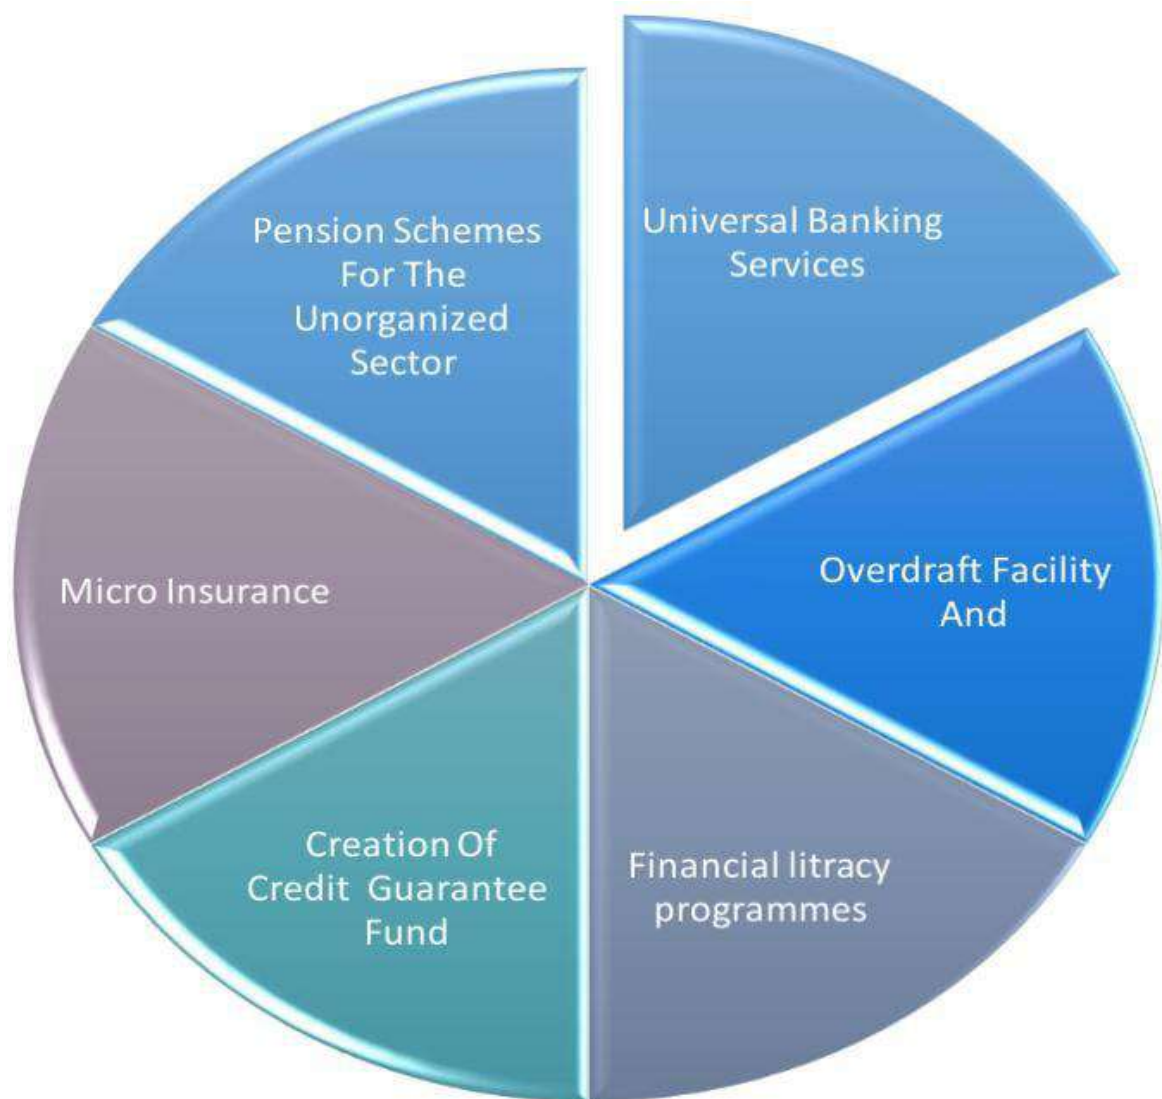 Universal Banking
Services
Overdraft Facility
And
Financial litracy
programmes
Creation Of
Credit Guarantee
Fund
Micro Insurance
Pension Schemes
For The
Unorganized
Sector